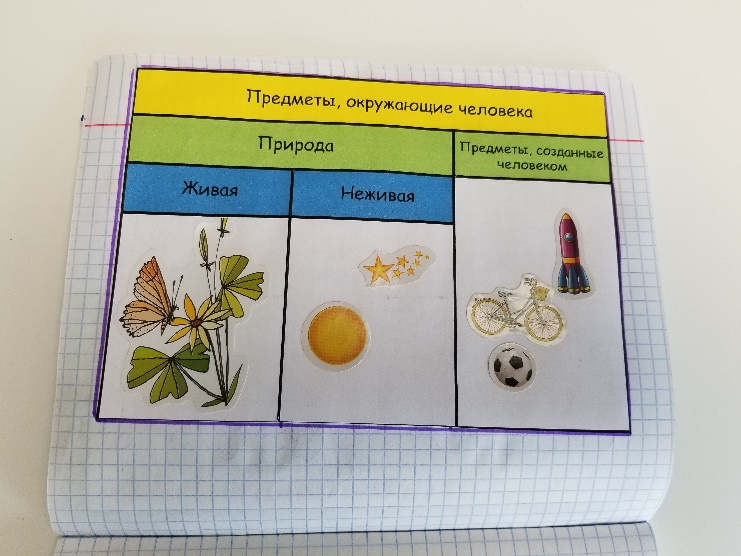 Предметы, окружающие человека
Природа
Предметы, созданные
человеком
Живая
Неживая